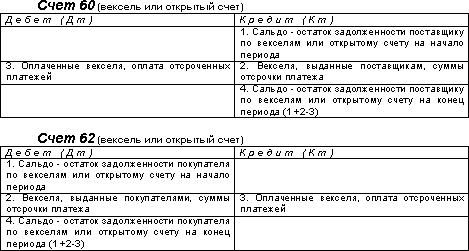 Счет 60 (вексель или открытый счет)
Дебет (Дт) Кредит (Кт)
1. Сальдо - остаток задолженности поставщику
по векселям или открытому счету на начало
периода
3. Оплаченные векселя, оплата отсроченных
платежей
2. Векселя, выданные поставщикам, суммы
отсрочки платежа
4. Сальдо - остаток задолженности поставщику
по векселям или открытому счету на конец
периода (1+2-3)
Счет 62 (вексель или открытый счет)
Дебет (Дт) Кредит (Кт)
1. Сальдо - остаток задолженности покупателя
по векселям или открытому счету на начало
периода
2. Векселя, выданные покупателями, суммы
отсрочки платежа
3. Оплаченные векселя, оплата отсроченных
платежей
4. Сальдо - остаток задолженности покупателя
по векселям или открытому счету на конец
периода (1+2-3)